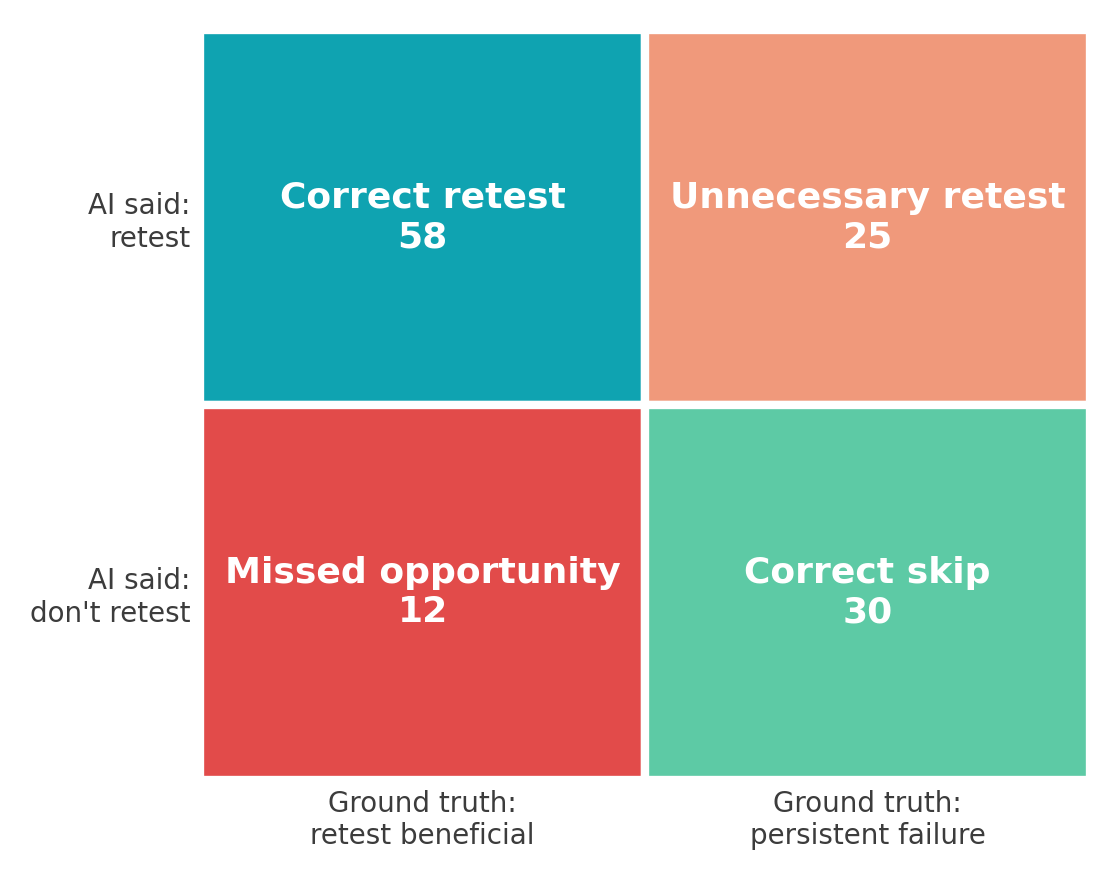 AI said:
retest
Correct retest
58
Unnecessary retest
25
AI said:
don't retest
Missed opportunity
12
Correct skip
30
Ground truth:
retest beneficial
Ground truth:
persistent failure